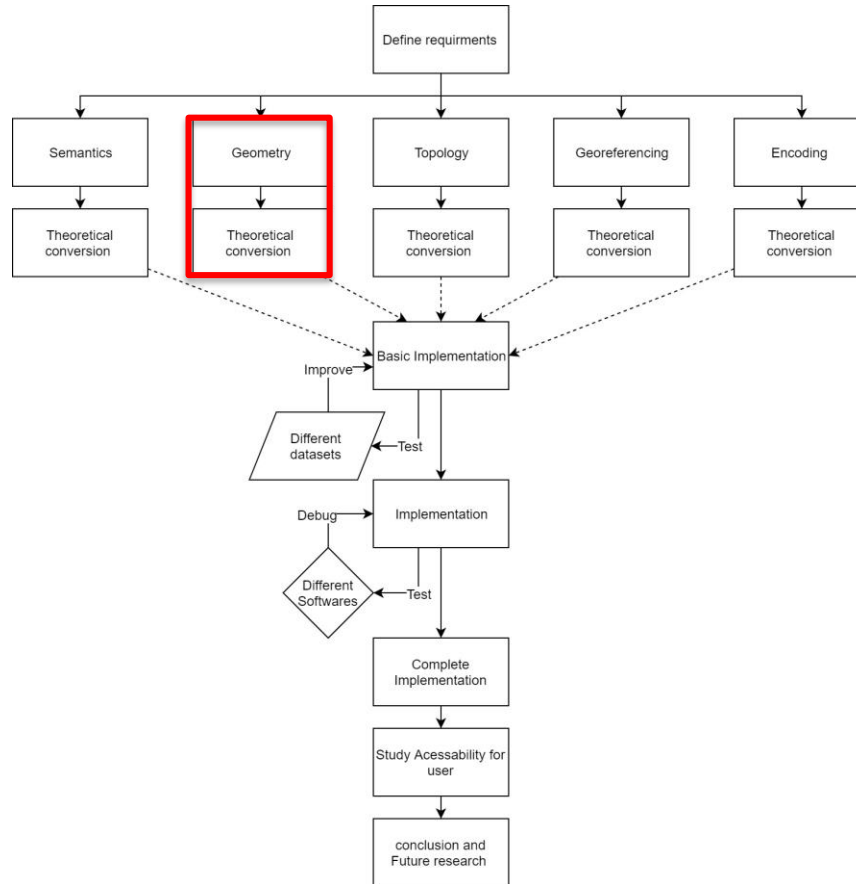 Define requirments
Semantics
Geometry
Topology
Georeferencing
Encoding
Theoretical
conversion
Theoretical
conversion
Theoretical
conversion
Theoretical
conversion
Theoretical
conversion
Basic Implementation
Improve
Different
datasets
Test
Implementation
Debug
Different
Softwares
Test
Complete
Implementation
Study Acessability for
user
conclusion and
Future research